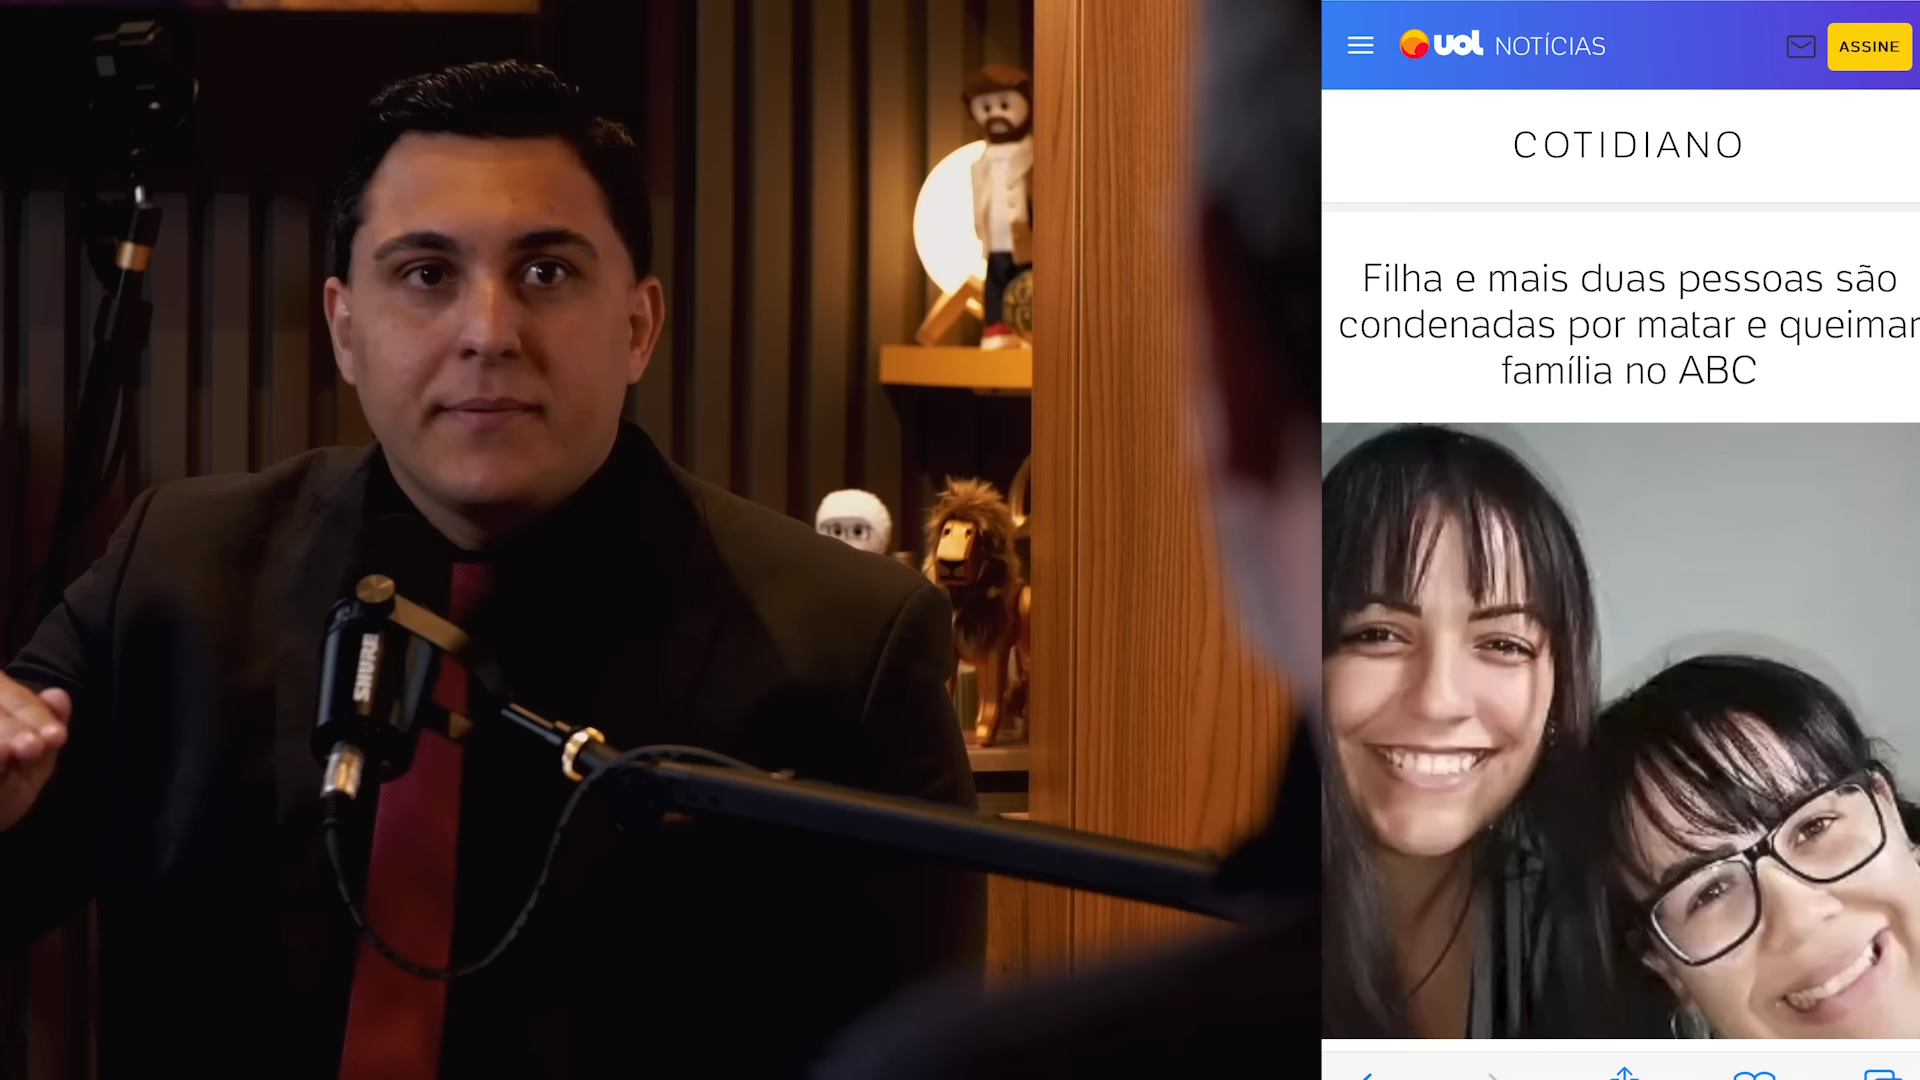 SHURE
uol NOTÍCIAS
ASSINE
COTIDIANO
Filha e mais duas pessoas são
condenadas por matar e queimar
família no ABC